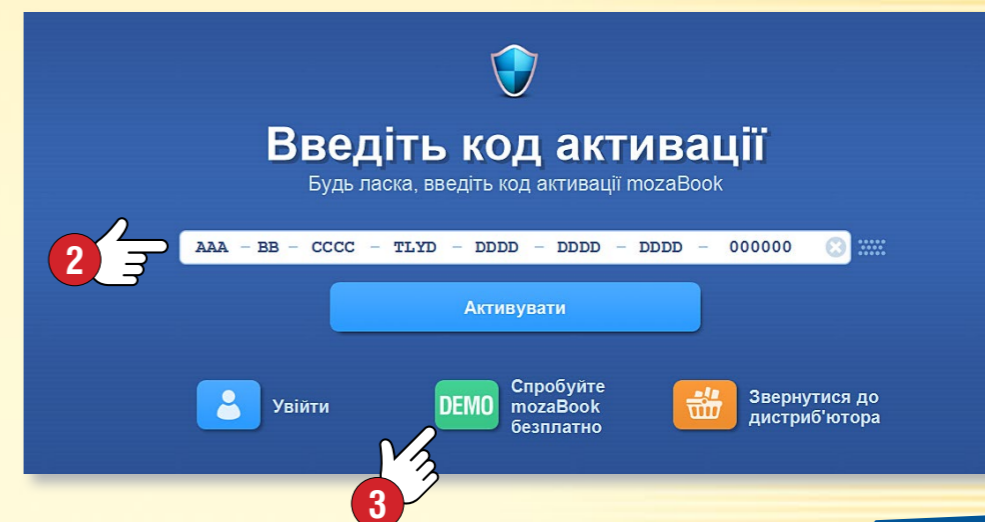 Введіть код активації
Будь ласка, введіть код активації mozaBook
2
AAA – BB – CCCC – TLYD – DDDD – DDDD – DDDD – 000000
Активувати
Увійти
DEMO
Спробуйте
mozaBook
безплатно
Звернутися до
дистриб'ютора
3